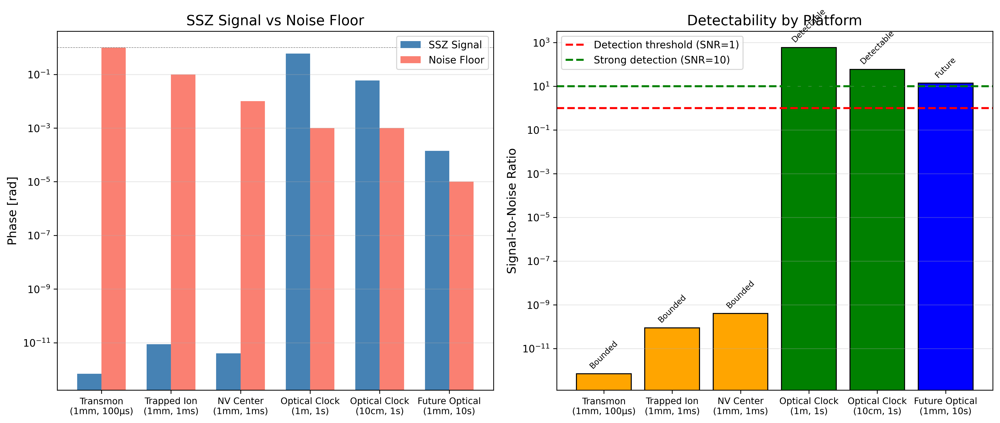 SSZ Signal vs Noise Floor
SSZ Signal
Noise Floor
Phase [rad]
10⁻¹
10⁻³
10⁻⁵
10⁻⁷
10⁻⁹
10⁻¹¹
Transmon
(1mm, 100µs)
Trapped Ion
(1mm, 1ms)
NV Center
(1mm, 1ms)
Optical Clock
(1m, 1s)
Optical Clock
(10cm, 1s)
Future Optical
(1mm, 10s)
Detectability by Platform
Detection threshold (SNR=1)
Strong detection (SNR=10)
Signal-to-Noise Ratio
10³
10¹
10⁻¹
10⁻³
10⁻⁵
10⁻⁷
10⁻⁹
10⁻¹¹
Bounded
Bounded
Bounded
Detectable
Detectable
Future
Transmon
(1mm, 100µs)
Trapped Ion
(1mm, 1ms)
NV Center
(1mm, 1ms)
Optical Clock
(1m, 1s)
Optical Clock
(10cm, 1s)
Future Optical
(1mm, 10s)